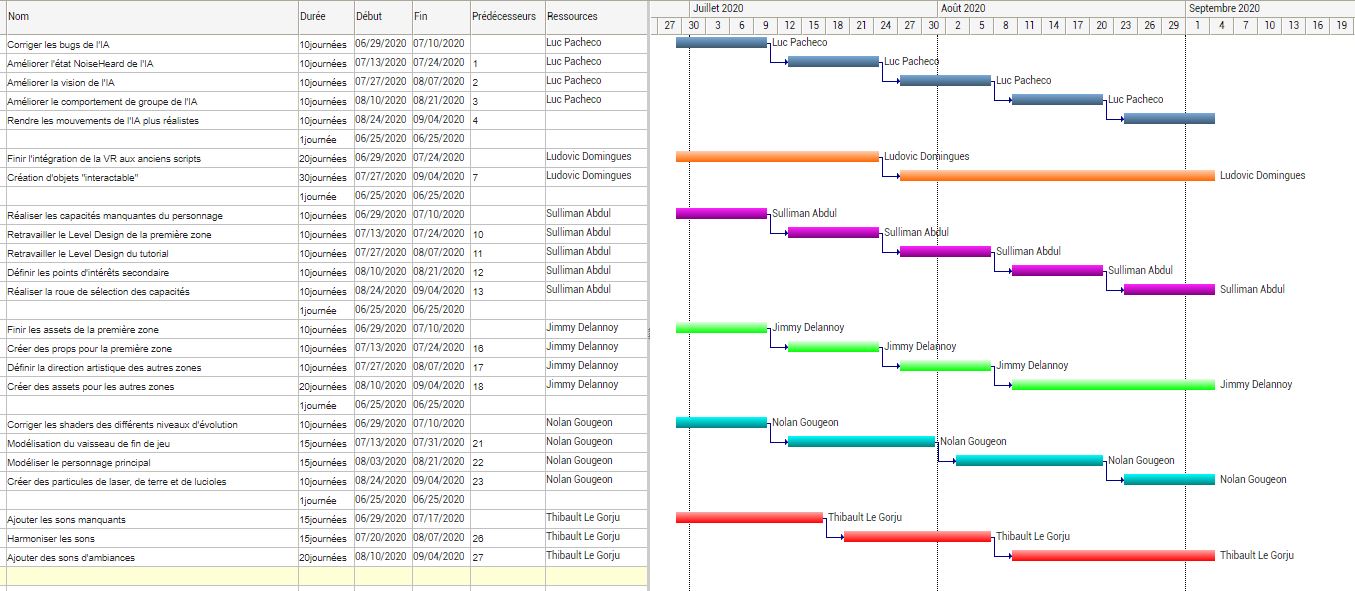 Nom Durée Début Fin Prédécesseurs Ressources Juillet 2020 Août 2020 Septembre 2020
27 30 3 6 9 12 15 18 21 24 27 30 2 5 8 11 14 17 20 23 26 29 1 4 7 10 13 16 19
Corriger les bugs de l'IA 10journées 06/29/2020 07/10/2020 Luc Pacheco Luc Pacheco
Améliorer l'état NoiseHeard de l'IA 10journées 07/13/2020 07/24/2020 1 Luc Pacheco Luc Pacheco
Améliorer la vision de l'IA 10journées 07/27/2020 08/07/2020 2 Luc Pacheco Luc Pacheco
Améliorer le comportement de groupe de l'IA 10journées 08/10/2020 08/21/2020 3 Luc Pacheco Luc Pacheco
Rendre les mouvements de l'IA plus réalistes 10journées 08/24/2020 09/04/2020 4
1journée 06/25/2020 06/25/2020
Finir l'intégration de la VR aux anciens scripts 20journées 06/29/2020 07/24/2020 Ludovic Domingues Ludovic Domingues
Création d'objets "interactable" 30journées 07/27/2020 09/04/2020 7 Ludovic Domingues Ludovic Domingues
1journée 06/25/2020 06/25/2020
Réaliser les capacités manquantes du personnage 10journées 06/29/2020 07/10/2020 Sulliman Abdul Sulliman Abdul
Retravailler le Level Design de la première zone 10journées 07/13/2020 07/24/2020 10 Sulliman Abdul Sulliman Abdul
Retravailler le Level Design du tutorial 10journées 07/27/2020 08/07/2020 11 Sulliman Abdul Sulliman Abdul
Définir les points d'intérêts secondaire 10journées 08/10/2020 08/21/2020 12 Sulliman Abdul Sulliman Abdul
Réaliser la roue de sélection des capacités 10journées 08/24/2020 09/04/2020 13 Sulliman Abdul Sulliman Abdul
1journée 06/25/2020 06/25/2020
Finir les assets de la première zone 10journées 06/29/2020 07/10/2020 Jimmy Delannoy Jimmy Delannoy
Créer des props pour la première zone 10journées 07/13/2020 07/24/2020 16 Jimmy Delannoy Jimmy Delannoy
Définir la direction artistique des autres zones 10journées 07/27/2020 08/07/2020 17 Jimmy Delannoy Jimmy Delannoy
Créer des assets pour les autres zones 20journées 08/10/2020 09/04/2020 18 Jimmy Delannoy Jimmy Delannoy
1journée 06/25/2020 06/25/2020
Corriger les shaders des différents niveaux d'évolution 10journées 06/29/2020 07/10/2020 Nolan Gougeon Nolan Gougeon
Modélisation du vaisseau de fin de jeu 15journées 07/13/2020 07/31/2020 21 Nolan Gougeon Nolan Gougeon
Modéliser le personnage principal 15journées 08/03/2020 08/21/2020 22 Nolan Gougeon Nolan Gougeon
Créer des particules de laser, de terre et de lucioles 10journées 08/24/2020 09/04/2020 23 Nolan Gougeon Nolan Gougeon
1journée 06/25/2020 06/25/2020
Ajouter les sons manquants 15journées 06/29/2020 07/17/2020 Thibault Le Gorju Thibault Le Gorju
Harmoniser les sons 15journées 07/20/2020 08/07/2020 26 Thibault Le Gorju Thibault Le Gorju
Ajouter des sons d'ambiances 20journées 08/10/2020 09/04/2020 27 Thibault Le Gorju Thibault Le Gorju